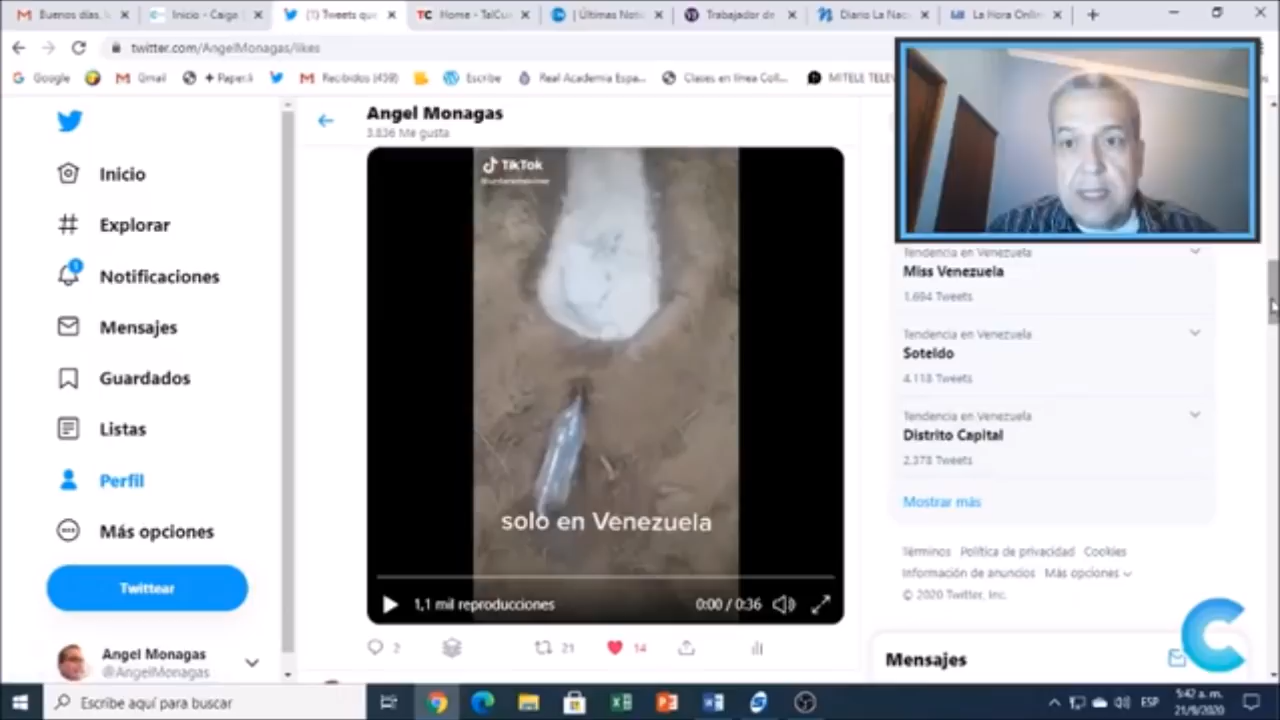 Buenos días,
Inicio - Caiga
(1) Tweets que
Home - TalCu
| Últimas Noti
Trabajador de
Diario La Nac
La Hora Onlin
twitter.com/AngelMonagas/likes
Google
Gmail
Recibidos (459)
Escribe
Real Academia Espa...
Clases en línea Coll...
MITELE TELEV
Inicio
Explorar
1
Notificaciones
Mensajes
Guardados
Listas
Perfil
Más opciones
Twittear
Angel Monagas
@AngelMonagas
Angel Monagas
3.836 Me gusta
TikTok
solo en Venezuela
1,1 mil reproducciones
0:00 / 0:36
2
21
14
Tendencia en Venezuela
Miss Venezuela
1.694 Tweets
Tendencia en Venezuela
Soteldo
4.118 Tweets
Tendencia en Venezuela
Distrito Capital
2.378 Tweets
Mostrar más
Términos Política de privacidad Cookies
Información de anuncios Más opciones
© 2020 Twitter, Inc.
Mensajes
C
Escribe aquí para buscar
ESP
5:42 a. m.
21/9/2020